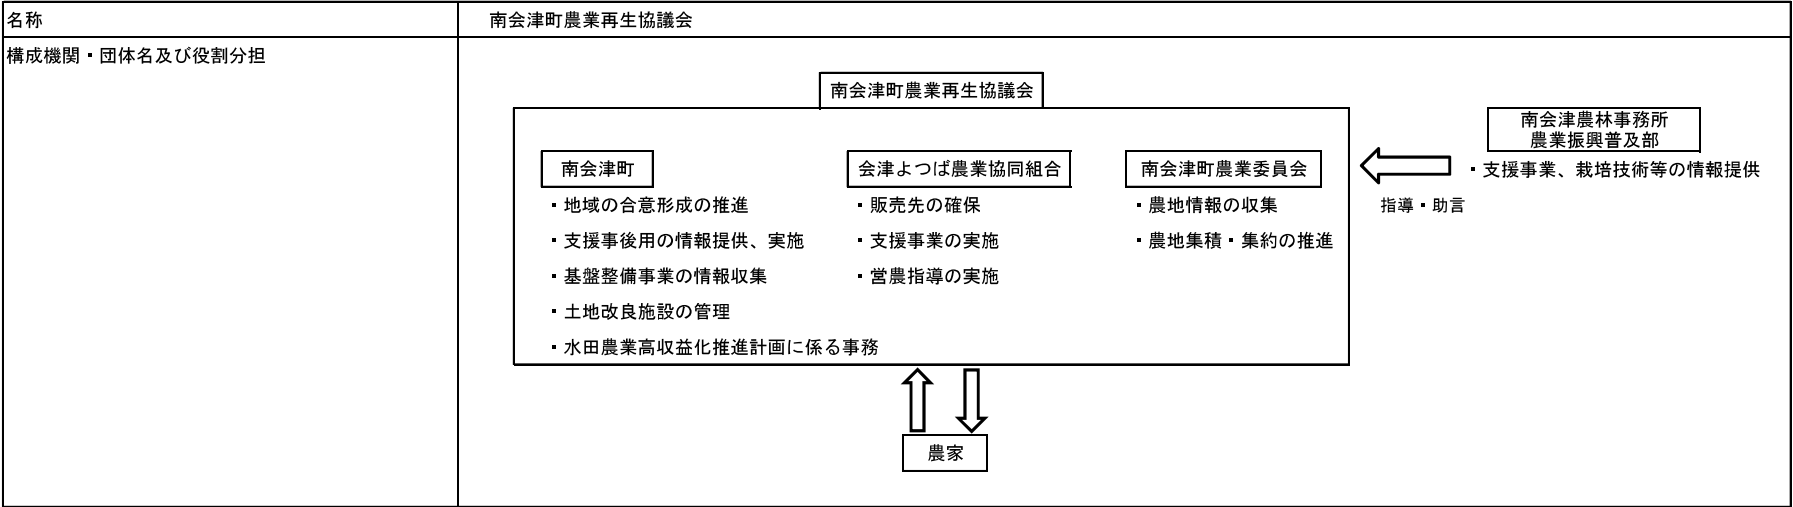 名称
南会津町農業再生協議会
構成機関・団体名及び役割分担
南会津町農業再生協議会
南会津町
・地域の合意形成の推進
・支援事後用の情報提供、実施
・基盤整備事業の情報収集
・土地改良施設の管理
・水田農業高収益化推進計画に係る事務
会津よつば農業協同組合
・販売先の確保
・支援事業の実施
・営農指導の実施
南会津町農業委員会
・農地情報の収集
・農地集積・集約の推進
南会津農林事務所
農業振興普及部
・支援事業、栽培技術等の情報提供
指導・助言
農家